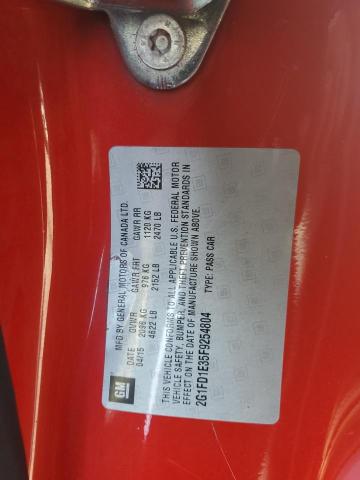 MFD BY GENERAL MOTORS OF CANADA LTD.
04/15 GVWR GAWR FRT GAWR RR
2096 KG 976 KG 1120 KG
4622 LB 2152 LB 2470 LB
THIS VEHICLE CONFORMS TO ALL APPLICABLE U.S. FEDERAL MOTOR
VEHICLE SAFETY, BUMPER, AND THEFT PREVENTION STANDARDS IN
EFFECT ON THE DATE OF MANUFACTURE SHOWN ABOVE.
2G1FD1E35F9254804 TYPE: PASS CAR
GM